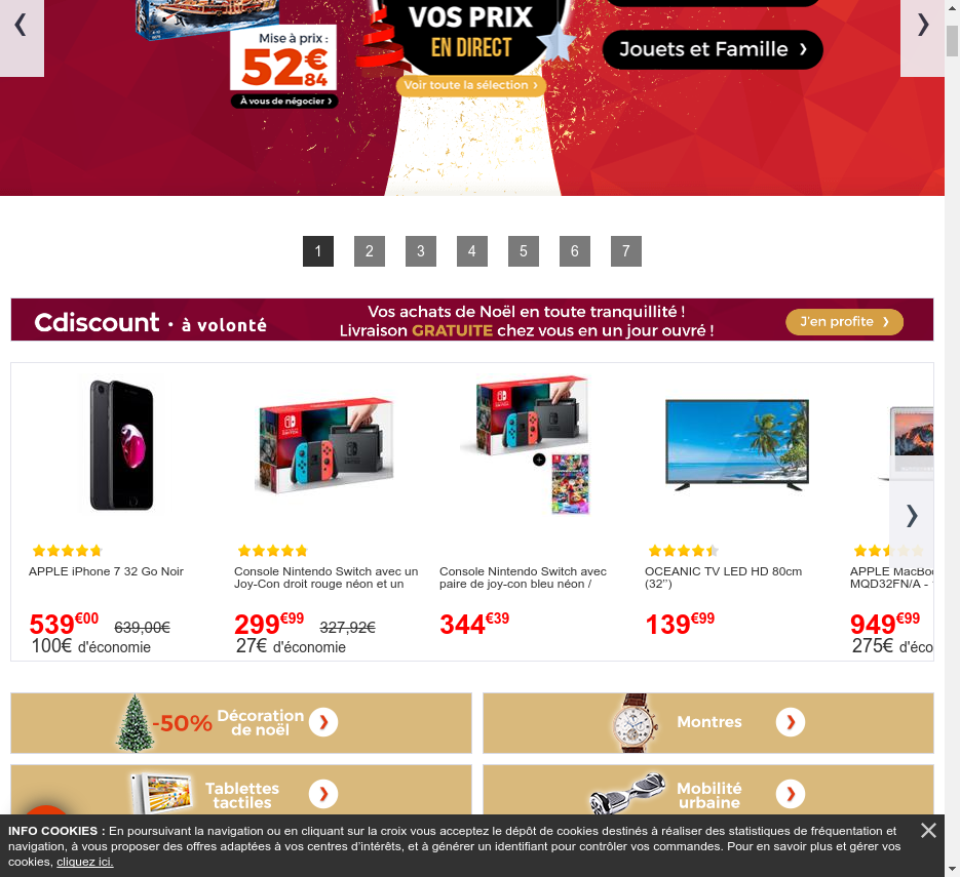 VOS PRIX
EN DIRECT
Voir toute la sélection ›
Mise à prix :
52€84
À vous de négocier ❯
Jouets et Famille ❯
1 2 3 4 5 6 7
Cdiscount • à volonté
Vos achats de Noël en toute tranquillité !
Livraison GRATUITE chez vous en un jour ouvré !
J'en profite ❯
APPLE iPhone 7 32 Go Noir
539€00 639,00€
100€ d'économie
Console Nintendo Switch avec un
Joy-Con droit rouge néon et un
299€99 327,92€
27€ d'économie
Console Nintendo Switch avec
paire de joy-con bleu néon /
344€39
OCEANIC TV LED HD 80cm
(32'')
139€99
APPLE MacBo
MQD32FN/A -
949€99
275€ d'éco
-50% Décoration
de noël
Montres
Tablettes
tactiles
Mobilité
urbaine
INFO COOKIES : En poursuivant la navigation ou en cliquant sur la croix vous acceptez le dépôt de cookies destinés à réaliser des statistiques de fréquentation et
navigation, à vous proposer des offres adaptées à vos centres d'intérêts, et à générer un identifiant pour contrôler vos commandes. Pour en savoir plus et gérer vos
cookies, cliquez ici.